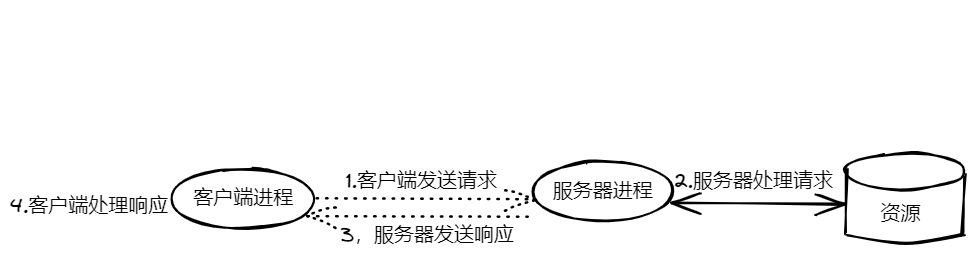 1.客户端发送请求
客户端进程
服务器进程
2.服务器处理请求
资源
4.客户端处理响应
3，服务器发送响应